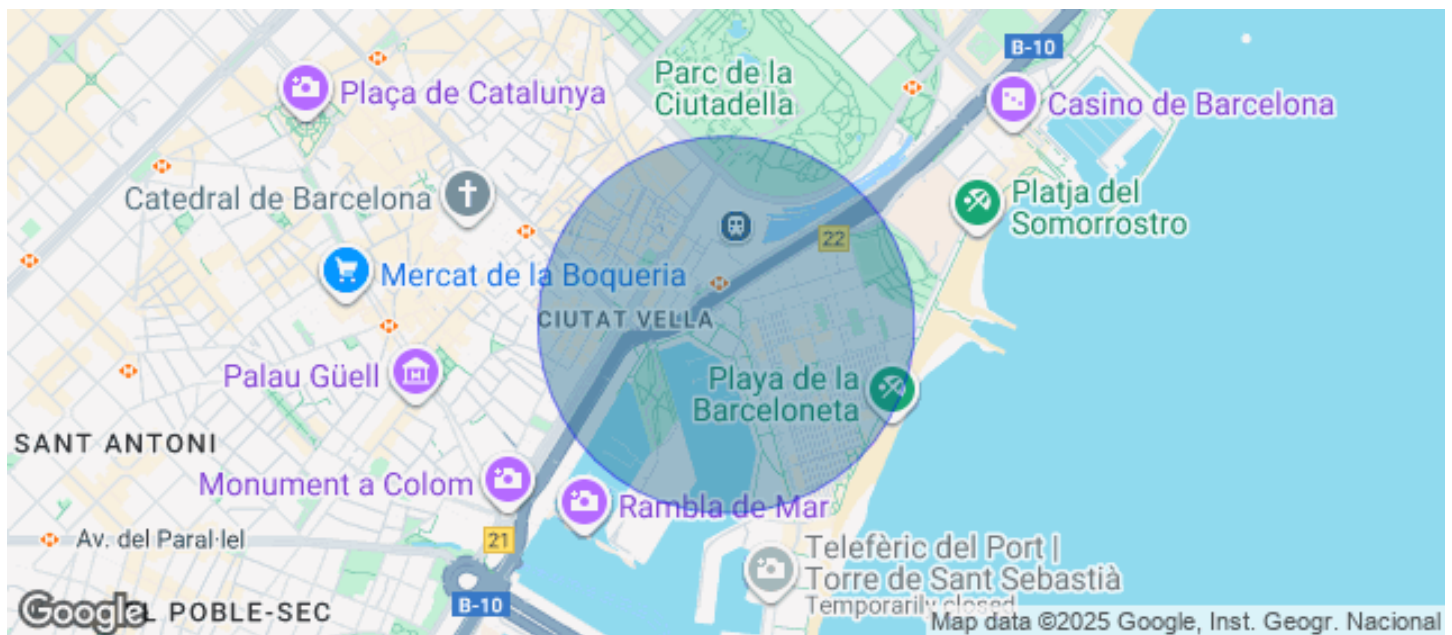 B-10
Parc de la
Ciutadella
Plaça de Catalunya
Casino de Barcelona
Catedral de Barcelona
Platja del
Somorrostro
22
Mercat de la Boqueria
CIUTAT VELLA
Palau Güell
Playa de la
Barceloneta
SANT ANTONI
Monument a Colom
Rambla de Mar
21
Av. del Paral·lel
Telefèric del Port |
Torre de Sant Sebastià
Temporarily closed
B-10
Google
EL POBLE-SEC
Map data ©2025 Google, Inst. Geogr. Nacional